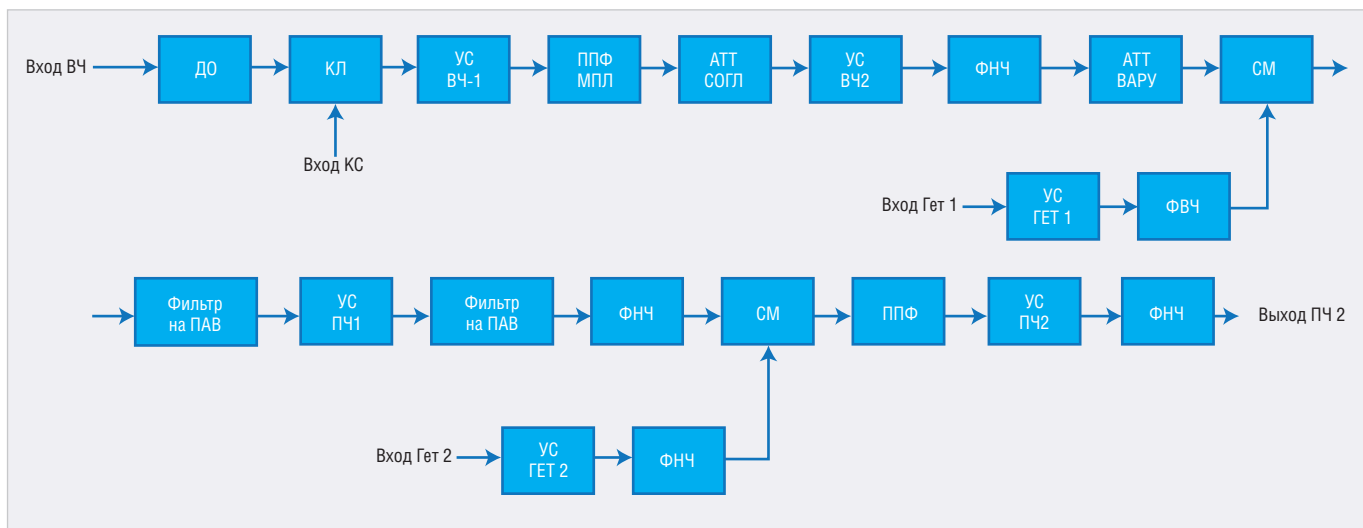 Вход ВЧ
ДО
КЛ
УС
ВЧ-1
ППФ
МПЛ
АТТ
СОГЛ
УС
ВЧ2
ФНЧ
АТТ
ВАРУ
СМ
Вход КС
Вход Гет 1
УС
ГЕТ 1
ФВЧ
Фильтр
на ПАВ
УС
ПЧ1
Фильтр
на ПАВ
ФНЧ
СМ
ППФ
УС
ПЧ2
ФНЧ
Выход ПЧ 2
Вход Гет 2
УС
ГЕТ 2
ФНЧ